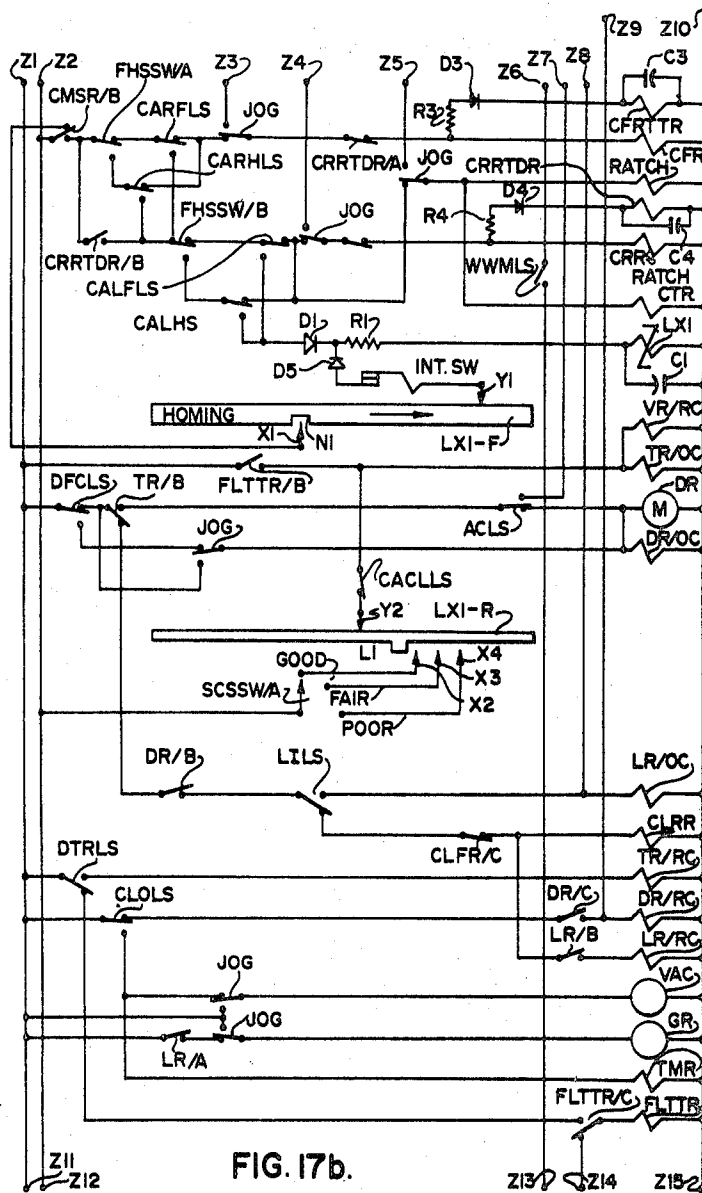 Z9 Z10
Z1 Z2 Z3 Z4 Z5 Z7 Z8 C3
FHSSW/A D3 Z6
CMSR/B CARFLS JOG R3 CFRTTR
CARHLS CRRTDR/A JOG CRRTDR RATCH CFR
FHSSW/B JOG D4
R4
CRRTDR/B WWMLS CRR C4
CALFLS RATCH
CALHS D1 R1 CTR
LX1
D5 INT. SW C1
Y1
HOMING VR/RC
X1 N1 LX1-F TR/OC
DFCLS TR/B FLTTR/B DR
M
JOG ACLS DR/OC
CACLLS
Y2 LX1-R
L1 X4
GOOD X3
SCSSW/A FAIR X2
POOR
DR/B LILS LR/OC
CLRR
CLFR/C TR/RC
DTRLS
CLOLS DR/C DR/RC
LR/B LR/RC
JOG VAC
JOG GR
LR/A TMR
FLTTR/C FLTTR
Z11
Z12 FIG. 17b. Z13 Z14 Z15